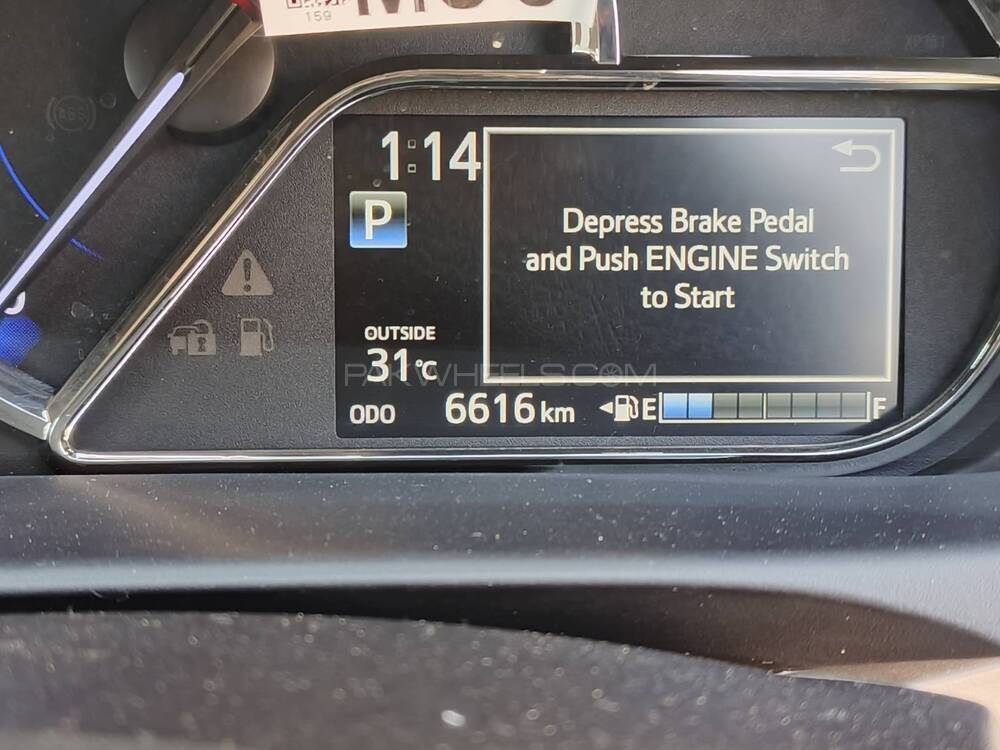 159
ABS
1:14
P
Depress Brake Pedal
and Push ENGINE Switch
to Start
OUTSIDE
31°C
PAKWHEELS.COM
ODO 6616 km E F